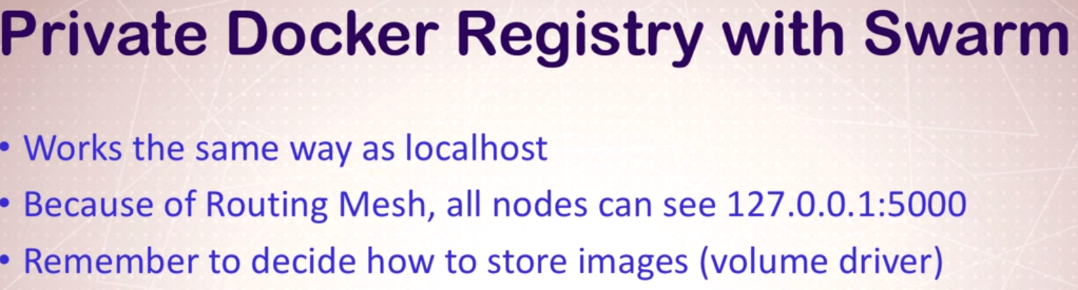 Private Docker Registry with Swarm
• Works the same way as localhost
• Because of Routing Mesh, all nodes can see 127.0.0.1:5000
• Remember to decide how to store images (volume driver)